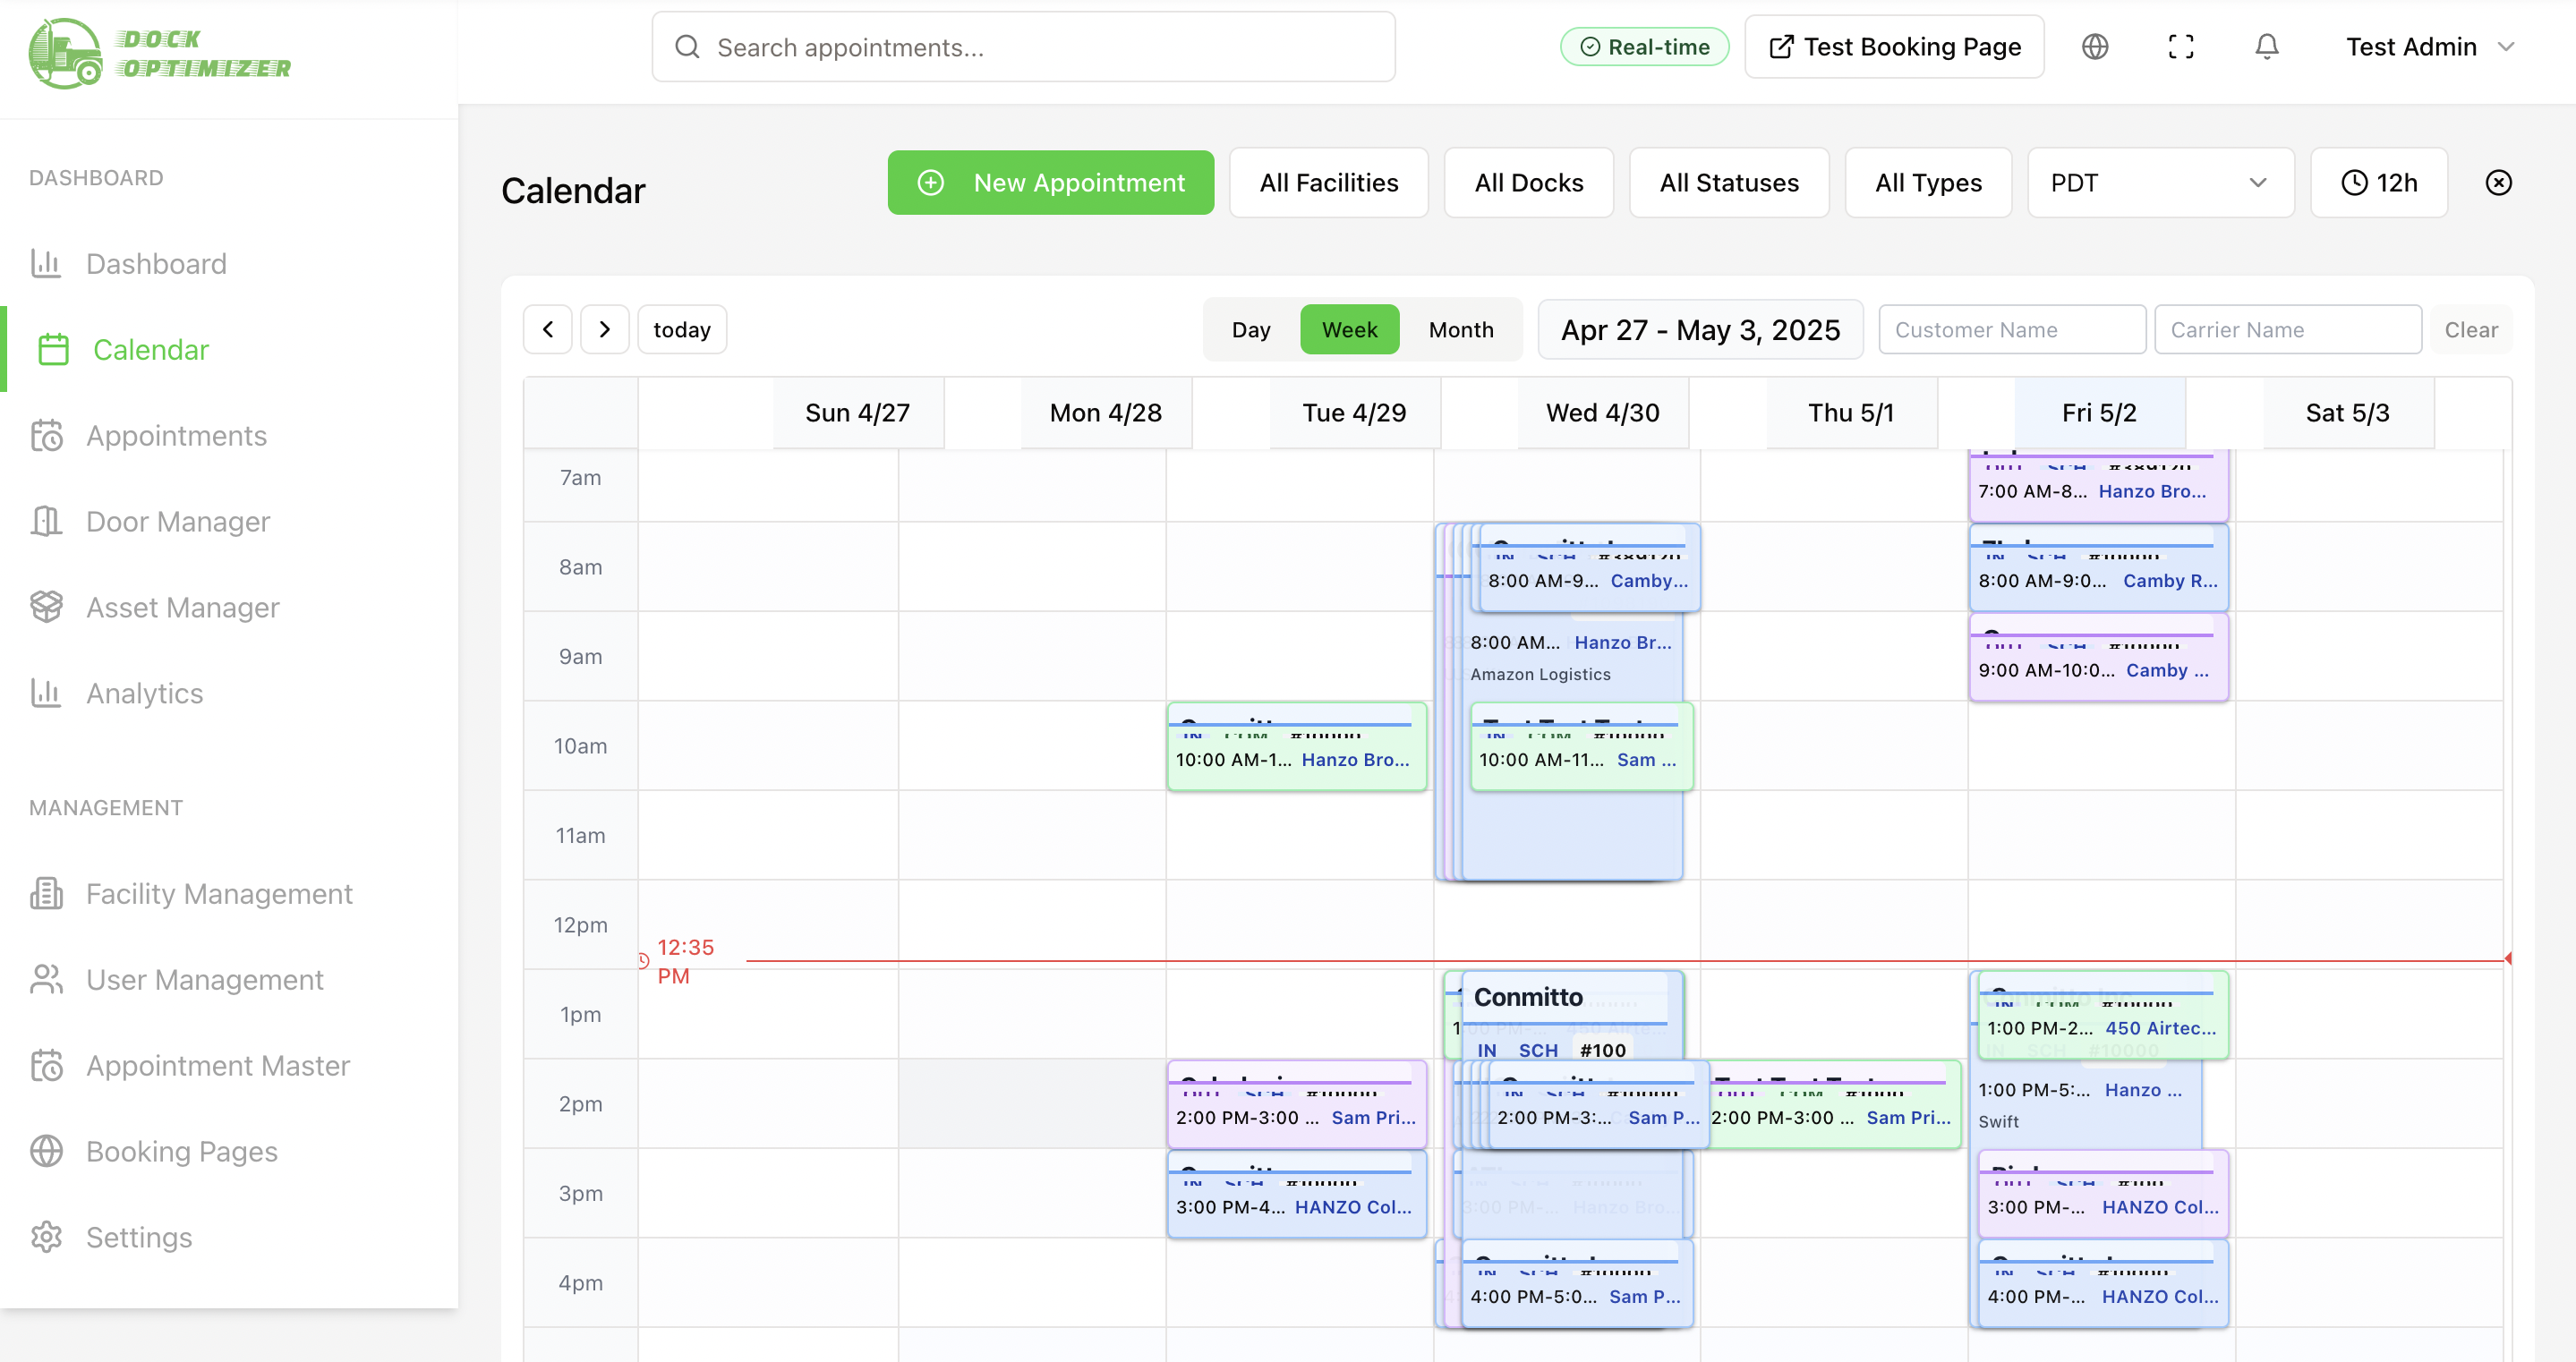 DOCK
OPTIMIZER
Search appointments...
Real-time
Test Booking Page
Test Admin
DASHBOARD
Dashboard
Calendar
Appointments
Door Manager
Asset Manager
Analytics
MANAGEMENT
Facility Management
User Management
Appointment Master
Booking Pages
Settings
Calendar
New Appointment
All Facilities
All Docks
All Statuses
All Types
PDT
12h
today
Day
Week
Month
Apr 27 - May 3, 2025
Customer Name
Carrier Name
Clear
Sun 4/27
Mon 4/28
Tue 4/29
Wed 4/30
Thu 5/1
Fri 5/2
Sat 5/3
7am
8am
9am
10am
11am
12pm
1pm
2pm
3pm
4pm
12:35
PM
10:00 AM-1... Hanzo Bro...
2:00 PM-3:00 ... Sam Pri...
3:00 PM-4... HANZO Col...
8:00 AM-9... Camby...
8:00 AM... Hanzo Br...
Amazon Logistics
10:00 AM-11... Sam ...
Conmitto
IN SCH #100
2:00 PM-3:... Sam P...
4:00 PM-5:0... Sam P...
2:00 PM-3:00 ... Sam Pri...
7:00 AM-8... Hanzo Bro...
8:00 AM-9:0... Camby R...
9:00 AM-10:0... Camby ...
1:00 PM-2... 450 Airtec...
IN SCH #10000
1:00 PM-5:... Hanzo ...
Swift
3:00 PM-... HANZO Col...
4:00 PM-... HANZO Col...